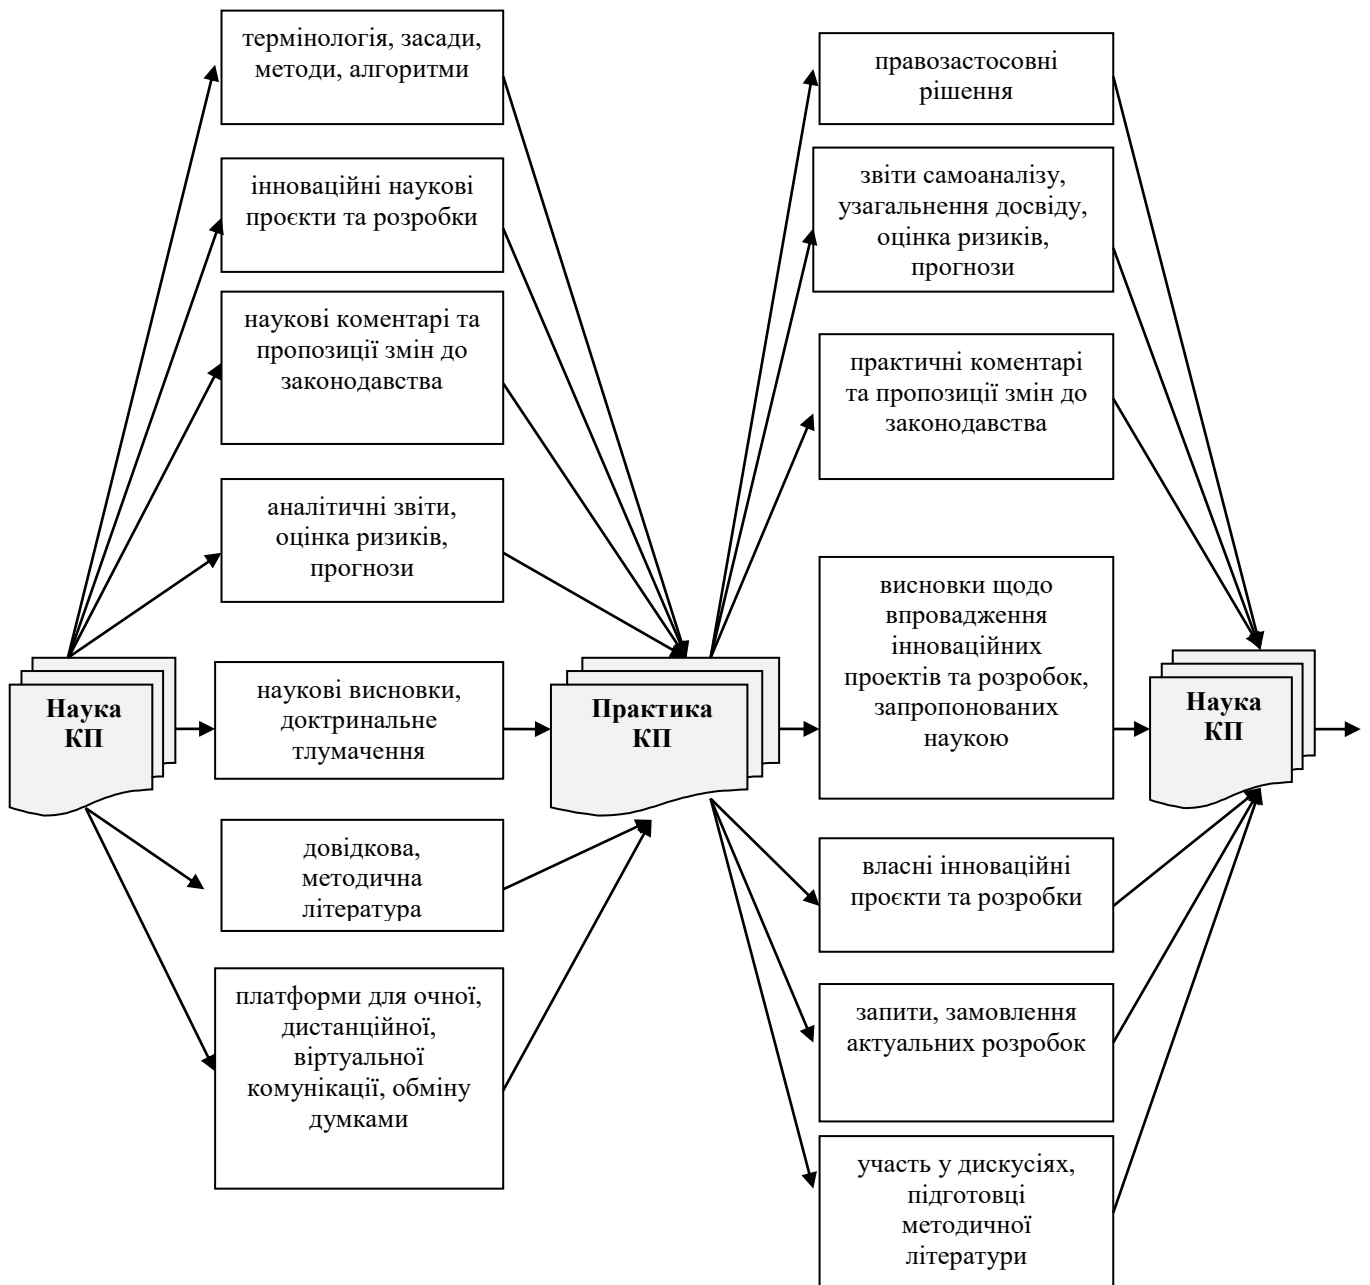 термінологія, засади,
методи, алгоритми
інноваційні наукові
проєкти та розробки
наукові коментарі та
пропозиції змін до
законодавства
аналітичні звіти,
оцінка ризиків,
прогнози
Наука
КП
наукові висновки,
доктринальне
тлумачення
довідкова,
методична
література
платформи для очної,
дистанційної,
віртуальної
комунікації, обміну
думками
Практика
КП
правозастосовні
рішення
звіти самоаналізу,
узагальнення досвіду,
оцінка ризиків,
прогнози
практичні коментарі
та пропозиції змін до
законодавства
висновки щодо
впровадження
інноваційних
проектів та розробок,
запропонованих
наукою
власні інноваційні
проєкти та розробки
запити, замовлення
актуальних розробок
участь у дискусіях,
підготовці
методичної
літератури
Наука
КП